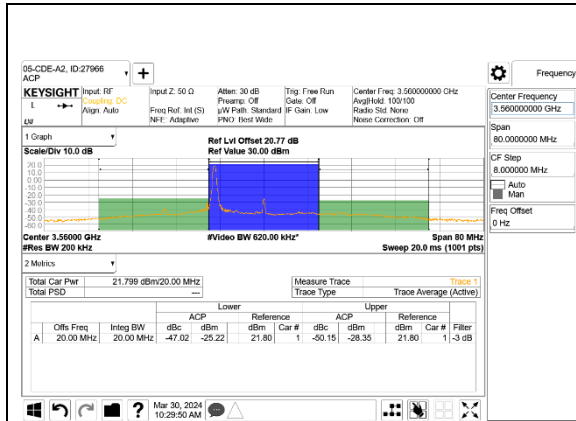 05-CDE-A2, ID:27966
ACP
Frequency
KEYSIGHT
Input: RF
Input Z: 50 Ω
Atten: 30 dB
Trig: Free Run
Center Freq: 3.560000000 GHz
Coupling: DC
Preamp: Off
Gate: Off
Avg|Hold: 100/100
L
Align: Auto
Freq Ref: Int (S)
µW Path: Standard
IF Gain: Low
Radio Std: None
NFE: Adaptive
PNO: Best Wide
Noise Correction: Off
Center Frequency
3.560000000 GHz
Span
80.0000000 MHz
CF Step
8.000000 MHz
Auto
Man
Freq Offset
0 Hz
1 Graph
Ref Lvl Offset 20.77 dB
Scale/Div 10.0 dB
Ref Value 30.00 dBm
20.0
10.0
0.00
-10.0
-20.0
-30.0
-40.0
-50.0
-60.0
Center 3.56000 GHz
#Video BW 620.00 kHz*
Span 80 MHz
#Res BW 200 kHz
Sweep 20.0 ms (1001 pts)
2 Metrics
Total Car Pwr 21.799 dBm/20.00 MHz
Measure Trace Trace 1
Total PSD ---
Trace Type Trace Average (Active)
Lower Upper
ACP Reference ACP Reference
Offs Freq Integ BW dBc dBm dBm Car # dBc dBm dBm Car # Filter
A 20.00 MHz 20.00 MHz -47.02 -25.22 21.80 1 -50.15 -28.35 21.80 1 -3 dB
Mar 30, 2024
10:29:50 AM